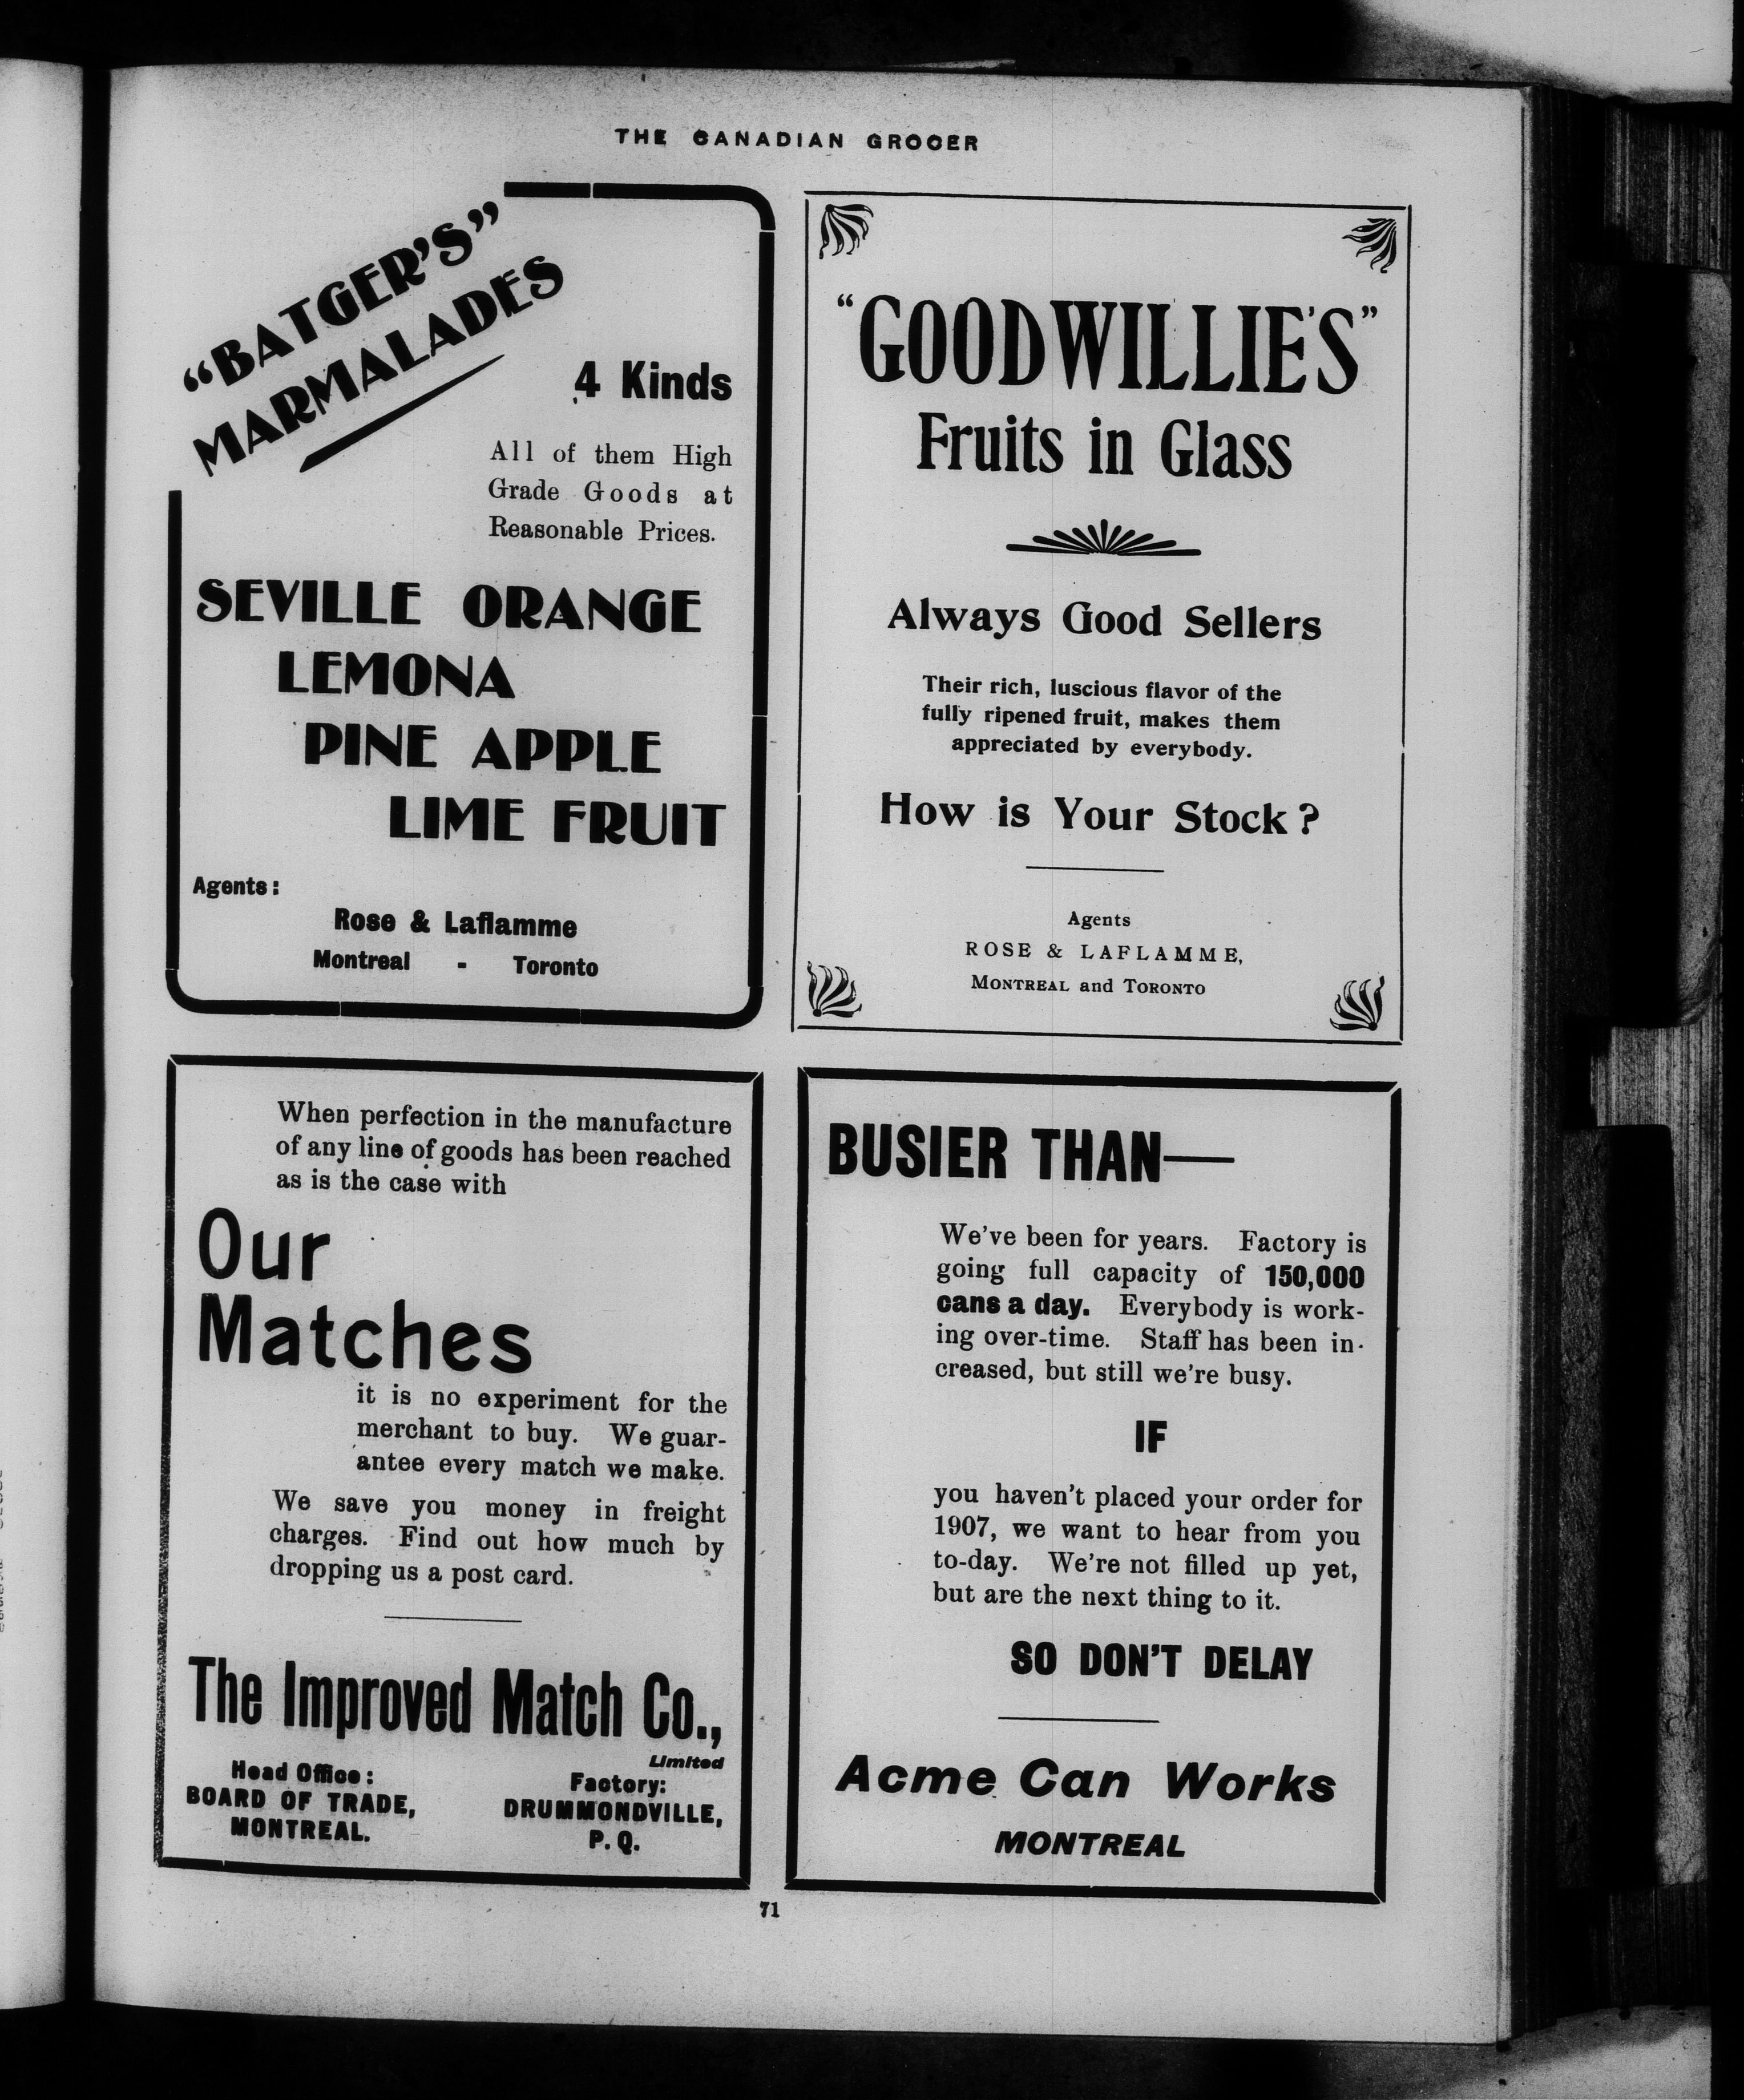 THE CANADIAN GROCER
“BATGER’S”
MARMALADES
4 Kinds
All of them High
Grade Goods at
Reasonable Prices.
SEVILLE ORANGE
LEMONA
PINE APPLE
LIME FRUIT
Agents:
Rose & Laflamme
Montreal - Toronto
“GOODWILLIE'S”
Fruits in Glass
Always Good Sellers
Their rich, luscious flavor of the
fully ripened fruit, makes them
appreciated by everybody.
How is Your Stock?
Agents
ROSE & LAFLAMME,
MONTREAL and TORONTO
When perfection in the manufacture
of any line of goods has been reached
as is the case with
Our
Matches
it is no experiment for the
merchant to buy. We guar-
antee every match we make.
We save you money in freight
charges. Find out how much by
dropping us a post card.
The Improved Match Co.,
Limited
Head Office:
BOARD OF TRADE,
MONTREAL.
Factory:
DRUMMONDVILLE,
P. Q.
BUSIER THAN—
We've been for years. Factory is
going full capacity of 150,000
cans a day. Everybody is work-
ing over-time. Staff has been in-
creased, but still we're busy.
IF
you haven't placed your order for
1907, we want to hear from you
to-day. We're not filled up yet,
but are the next thing to it.
SO DON'T DELAY
Acme Can Works
MONTREAL
71